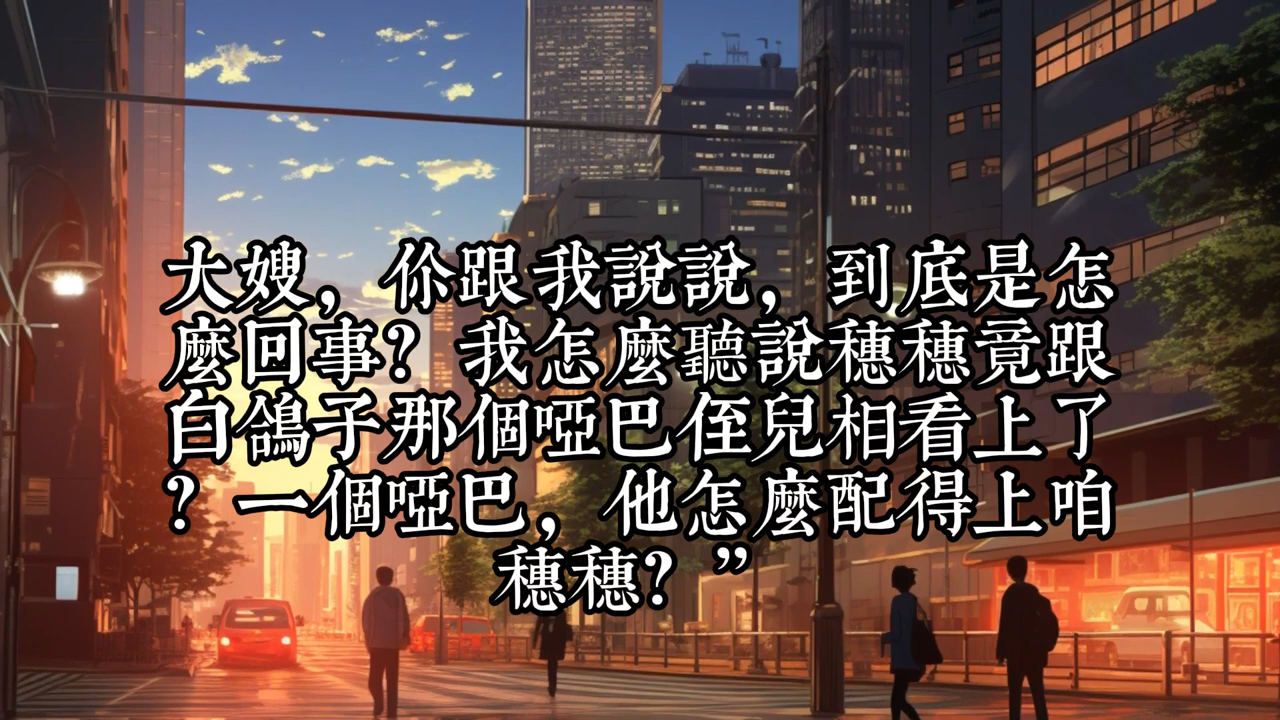 大嫂，你跟我說說，到底是怎
麼回事？我怎麼聽說穗穗竟跟
白鴿子那個啞巴侄兒相看上了
？一個啞巴，他怎麼配得上咱
穗穗？”